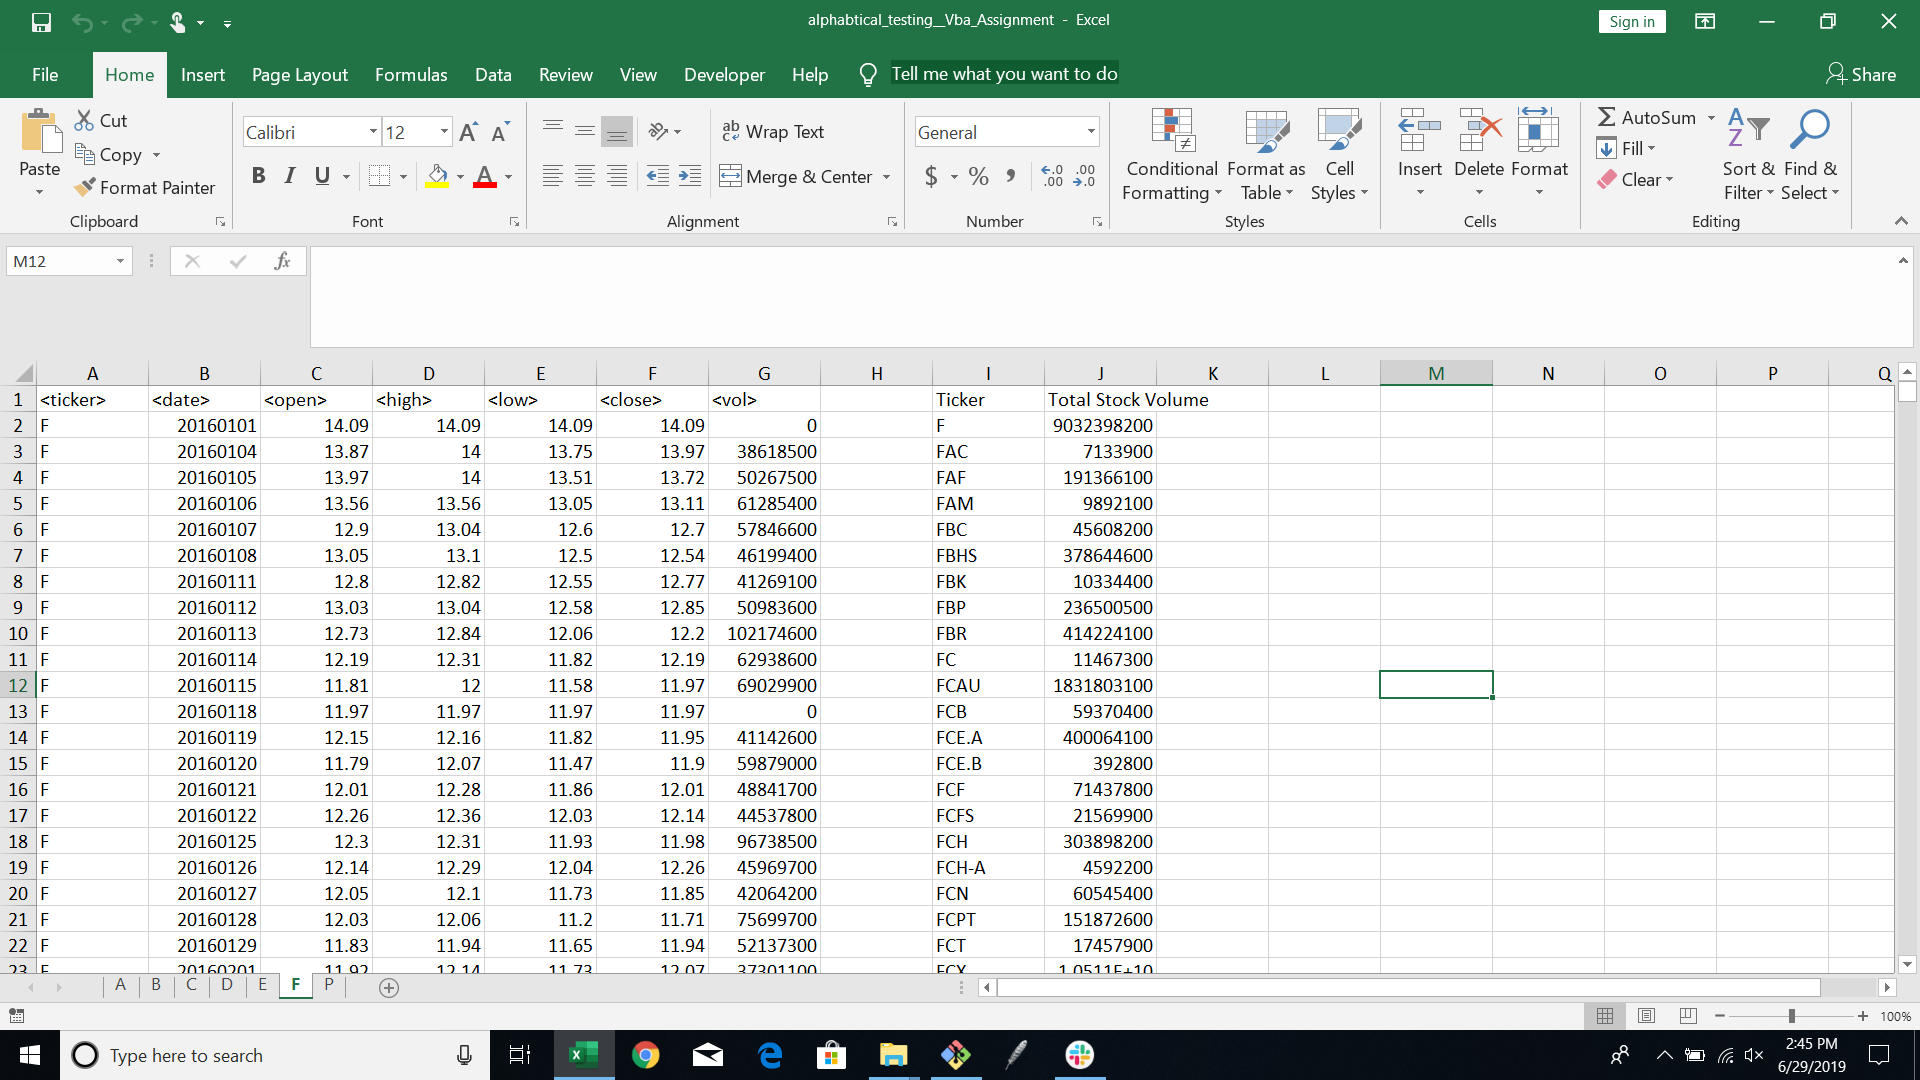 alphabtical_testing__Vba_Assignment - Excel
Sign in
File Home Insert Page Layout Formulas Data Review View Developer Help Tell me what you want to do Share
Paste
Cut
Copy
Format Painter
Clipboard
Calibri 12
B I U A
Font
Wrap Text
Merge & Center
Alignment
General
$ % ,
Number
Conditional Formatting
Format as Table
Cell Styles
Styles
Insert Delete Format
Cells
AutoSum
Fill
Clear
Sort & Filter
Find & Select
Editing
M12 fx
A B C D E F G H I J K L M N O P Q
1 <ticker> <date> <open> <high> <low> <close> <vol> Ticker Total Stock Volume
2 F 20160101 14.09 14.09 14.09 14.09 0 F 9032398200
3 F 20160104 13.87 14 13.75 13.97 38618500 FAC 7133900
4 F 20160105 13.97 14 13.51 13.72 50267500 FAF 191366100
5 F 20160106 13.56 13.56 13.05 13.11 61285400 FAM 9892100
6 F 20160107 12.9 13.04 12.6 12.7 57846600 FBC 45608200
7 F 20160108 13.05 13.1 12.5 12.54 46199400 FBHS 378644600
8 F 20160111 12.8 12.82 12.55 12.77 41269100 FBK 10334400
9 F 20160112 13.03 13.04 12.58 12.85 50983600 FBP 236500500
10 F 20160113 12.73 12.84 12.06 12.2 102174600 FBR 414224100
11 F 20160114 12.19 12.31 11.82 12.19 62938600 FC 11467300
12 F 20160115 11.81 12 11.58 11.97 69029900 FCAU 1831803100
13 F 20160118 11.97 11.97 11.97 11.97 0 FCB 59370400
14 F 20160119 12.15 12.16 11.82 11.95 41142600 FCE.A 400064100
15 F 20160120 11.79 12.07 11.47 11.9 59879000 FCE.B 392800
16 F 20160121 12.01 12.28 11.86 12.01 48841700 FCF 71437800
17 F 20160122 12.26 12.36 12.03 12.14 44537800 FCFS 21569900
18 F 20160125 12.3 12.31 11.93 11.98 96738500 FCH 303898200
19 F 20160126 12.14 12.29 12.04 12.26 45969700 FCH-A 4592200
20 F 20160127 12.05 12.1 11.73 11.85 42064200 FCN 60545400
21 F 20160128 12.03 12.06 11.2 11.71 75699700 FCPT 151872600
22 F 20160129 11.83 11.94 11.65 11.94 52137300 FCT 17457900
23 F 20160201 11.92 12.14 11.73 12.07 37301100 FCX 1.0511E+10
A B C D E F P
100%
Type here to search
2:45 PM
6/29/2019